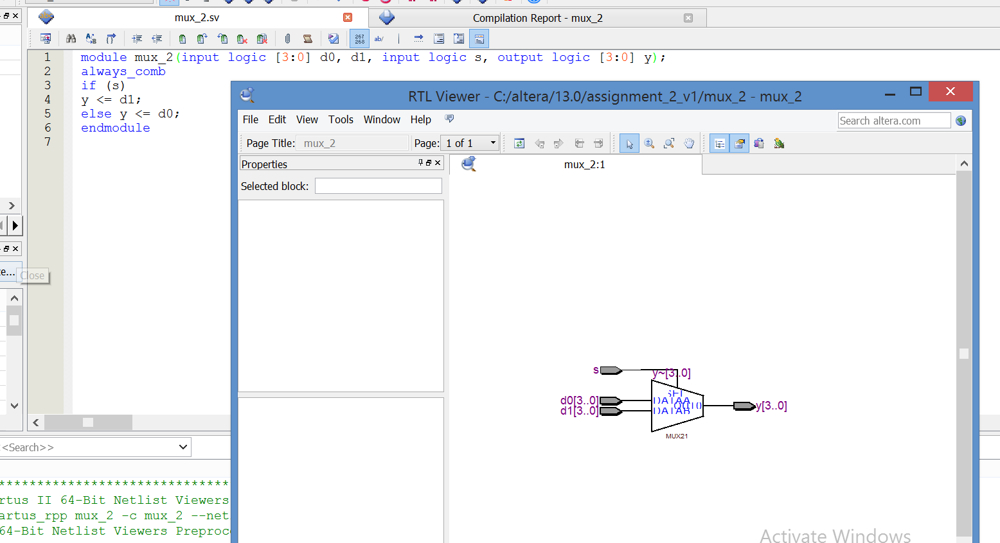 mux_2.sv
Compilation Report - mux_2
267
268
ab/
1 module mux_2(input logic [3:0] d0, d1, input logic s, output logic [3:0] y);
2 always_comb
3 if (s)
4 y <= d1;
5 else y <= d0;
6 endmodule
7
RTL Viewer - C:/altera/13.0/assignment_2_v1/mux_2 - mux_2
File Edit View Tools Window Help
Search altera.com
Page Title: mux_2 Page: 1 of 1
Properties
mux_2:1
Selected block:
Close
s
y~[3..0]
SEL
d0[3..0]
DATAA
OUT0
y[3..0]
d1[3..0]
DATAB
MUX21
<<Search>>
******************************
rtus II 64-Bit Netlist Viewers
artus_rpp mux_2 -c mux_2 --net
64-Bit Netlist Viewers Preproc
Activate Windows